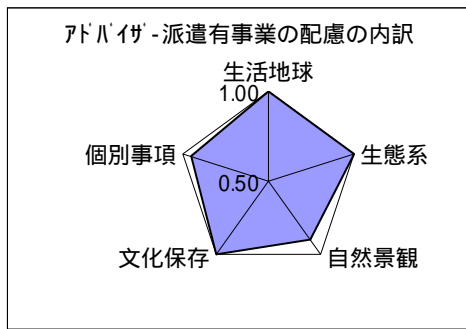 ｱﾄﾞﾊﾞｲｻﾞ-派遣有事業の配慮の内訳
生活地球
1.00
個別事項
生態系
0.50
文化保存
自然景観